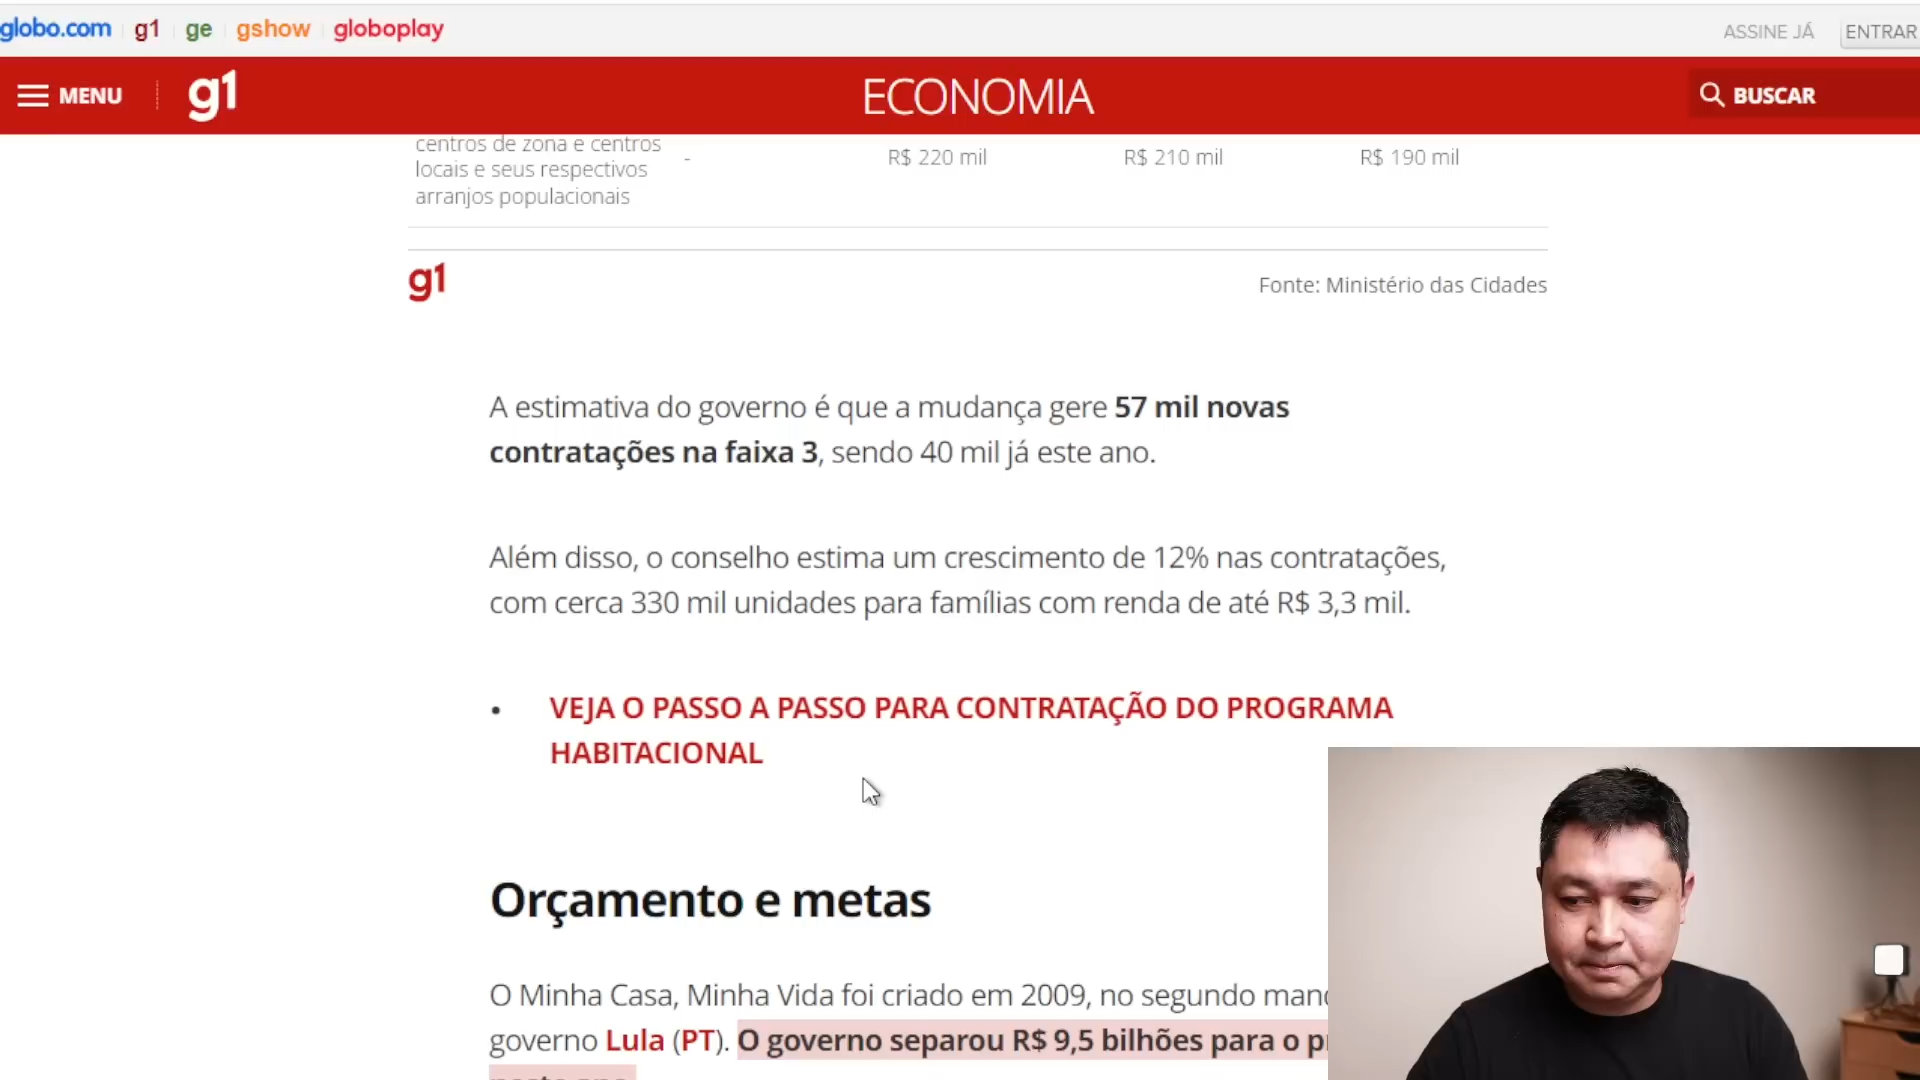 globo.com g1 ge gshow globoplay ASSINE JÁ ENTRAR
MENU g1 ECONOMIA BUSCAR
centros de zona e centros
locais e seus respectivos - R$ 220 mil R$ 210 mil R$ 190 mil
arranjos populacionais
g1 Fonte: Ministério das Cidades
A estimativa do governo é que a mudança gere 57 mil novas
contratações na faixa 3, sendo 40 mil já este ano.
Além disso, o conselho estima um crescimento de 12% nas contratações,
com cerca 330 mil unidades para famílias com renda de até R$ 3,3 mil.
• VEJA O PASSO A PASSO PARA CONTRATAÇÃO DO PROGRAMA
HABITACIONAL
Orçamento e metas
O Minha Casa, Minha Vida foi criado em 2009, no segundo
governo Lula (PT). O governo separou R$ 9,5 bilhões para o